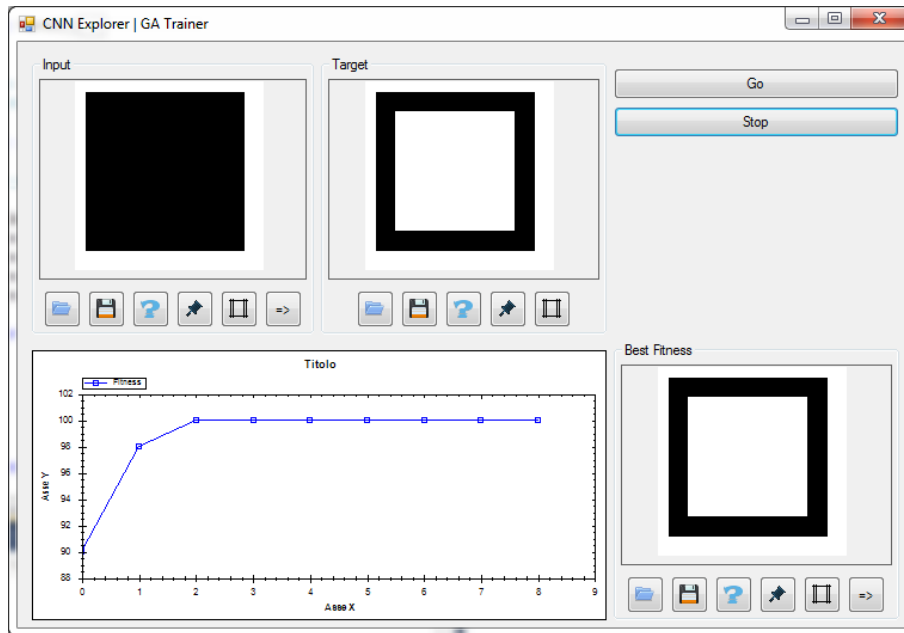 CNN Explorer | GA Trainer
Input
Target
Go
Stop
=>
Titolo
Fitness
102
100
98
96
94
92
90
88
Asse Y
0 1 2 3 4 5 6 7 8 9
Asse X
Best Fitness
=>